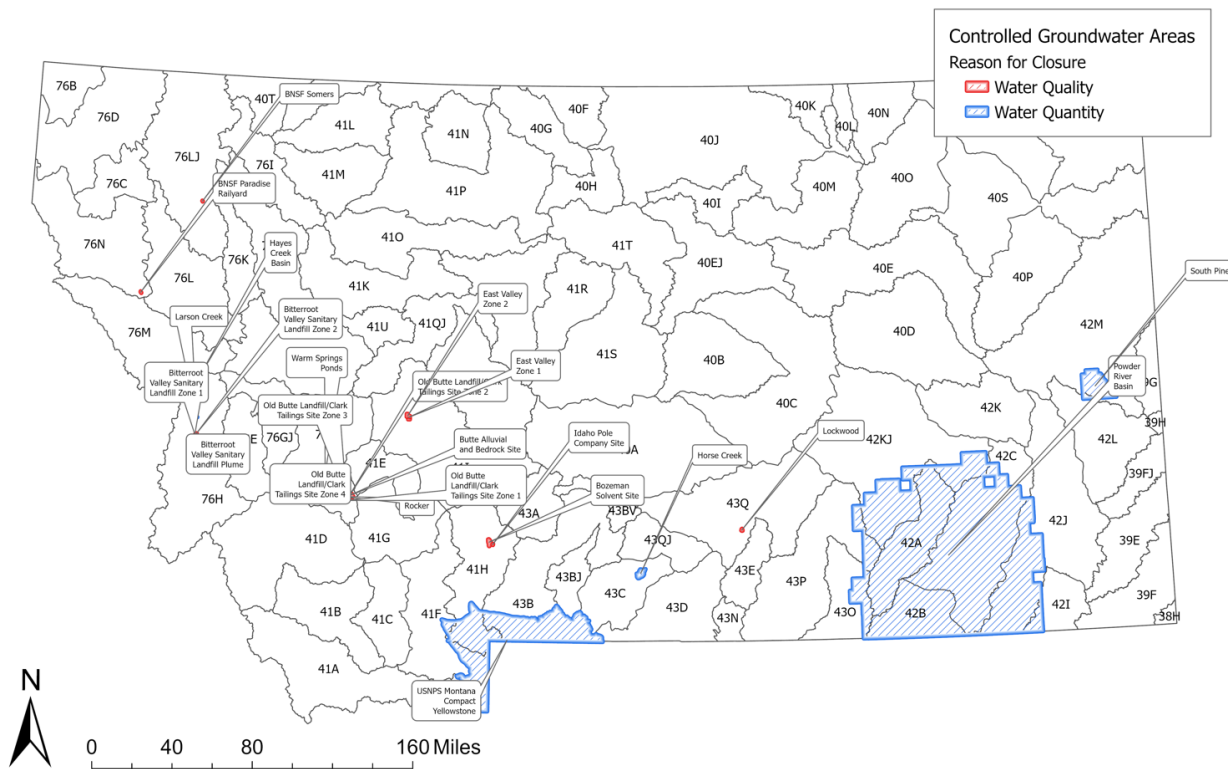 Controlled Groundwater Areas
Reason for Closure
Water Quality
Water Quantity
76B
76D
40T
BNSF Somers
41L
41N
40G
40F
40J
40K
40L
40N
76LJ
76I
41M
76C
BNSF Paradise
Railyard
41P
40H
40I
40M
40O
40S
76N
Hayes
Creek
Basin
76K
41O
41T
40EJ
40E
40P
South Pine
76L
41K
41R
East Valley
Zone 2
Larson Creek
Bitterroot
Valley Sanitary
Landfill Zone 2
41U
41QJ
76M
42M
40D
Warm Springs
Ponds
41S
40B
East Valley
Zone 1
Powder
River
Basin
Bitterroot
Valley Sanitary
Landfill Zone 1
Old Butte Landfill/Clark
Tailings Site Zone 2
40C
42K
39H
Old Butte Landfill/Clark
Tailings Site Zone 3
Idaho Pole
Company Site
Lockwood
42KJ
42L
Bitterroot
Valley Sanitary
Landfill Plume
76GJ
Butte Alluvial
and Bedrock Site
Horse Creek
42C
41E
Old Butte
Landfill/Clark
Tailings Site Zone 4
Old Butte
Landfill/Clark
Tailings Site Zone 1
Bozeman
Solvent Site
39FJ
76H
Rocker
43A
43BV
43Q
42J
41D
41G
43QJ
42A
39E
41H
43BJ
43C
43E
43P
41B
41C
41F
43B
43D
43N
43O
42B
42I
39F
38H
41A
USNPS Montana
Compact
Yellowstone
N
0 40 80 160 Miles